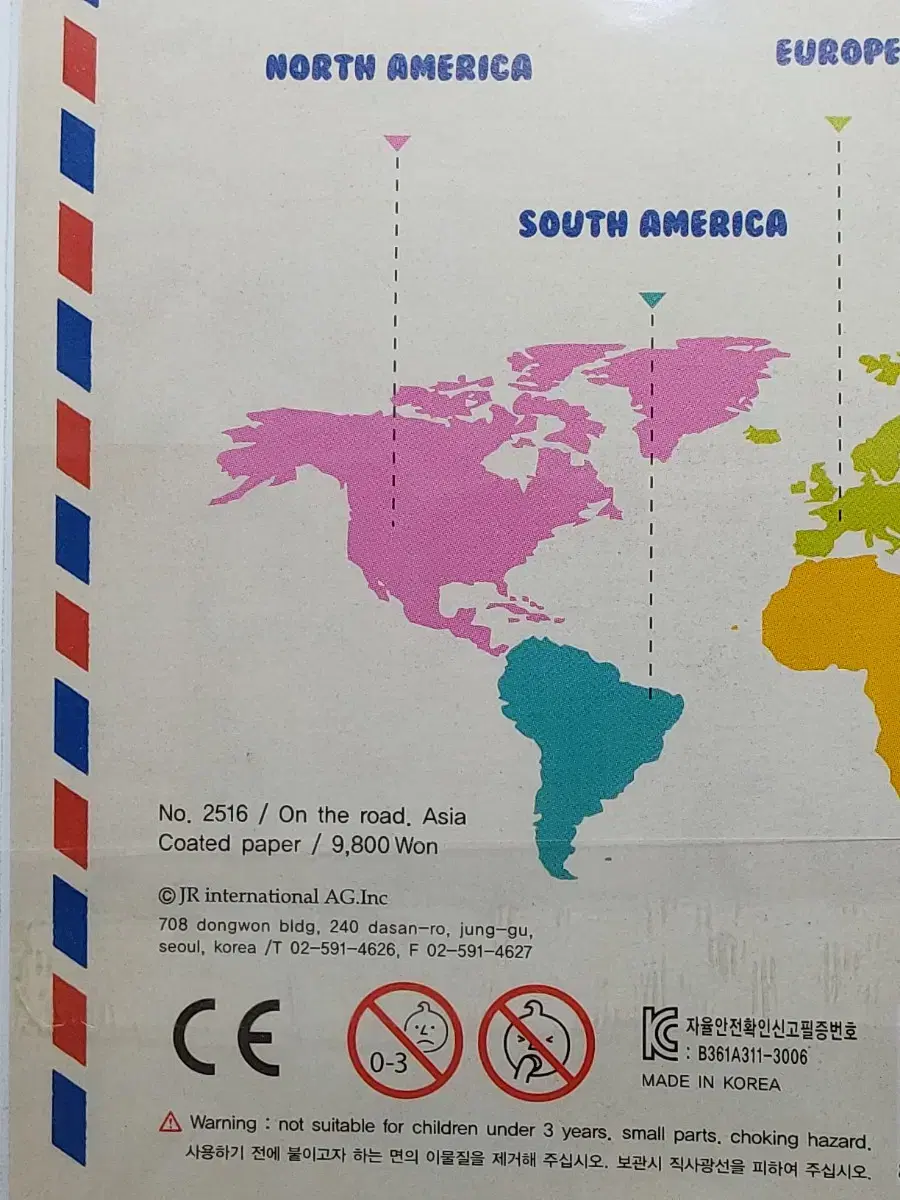 NORTH AMERICA
EUROPE
SOUTH AMERICA
No. 2516 / On the road. Asia
Coated paper / 9,800 Won
© JR international AG.Inc
708 dongwon bldg, 240 dasan-ro, jung-gu,
seoul, korea /T 02-591-4626, F 02-591-4627
CE
0-3
KC 자율안전확인신고필증번호
: B361A311-3006
MADE IN KOREA
Warning : not suitable for children under 3 years. small parts. choking hazard.
사용하기 전에 붙이고자 하는 면의 이물질을 제거해 주십시오. 보관시 직사광선을 피하여 주십시오.